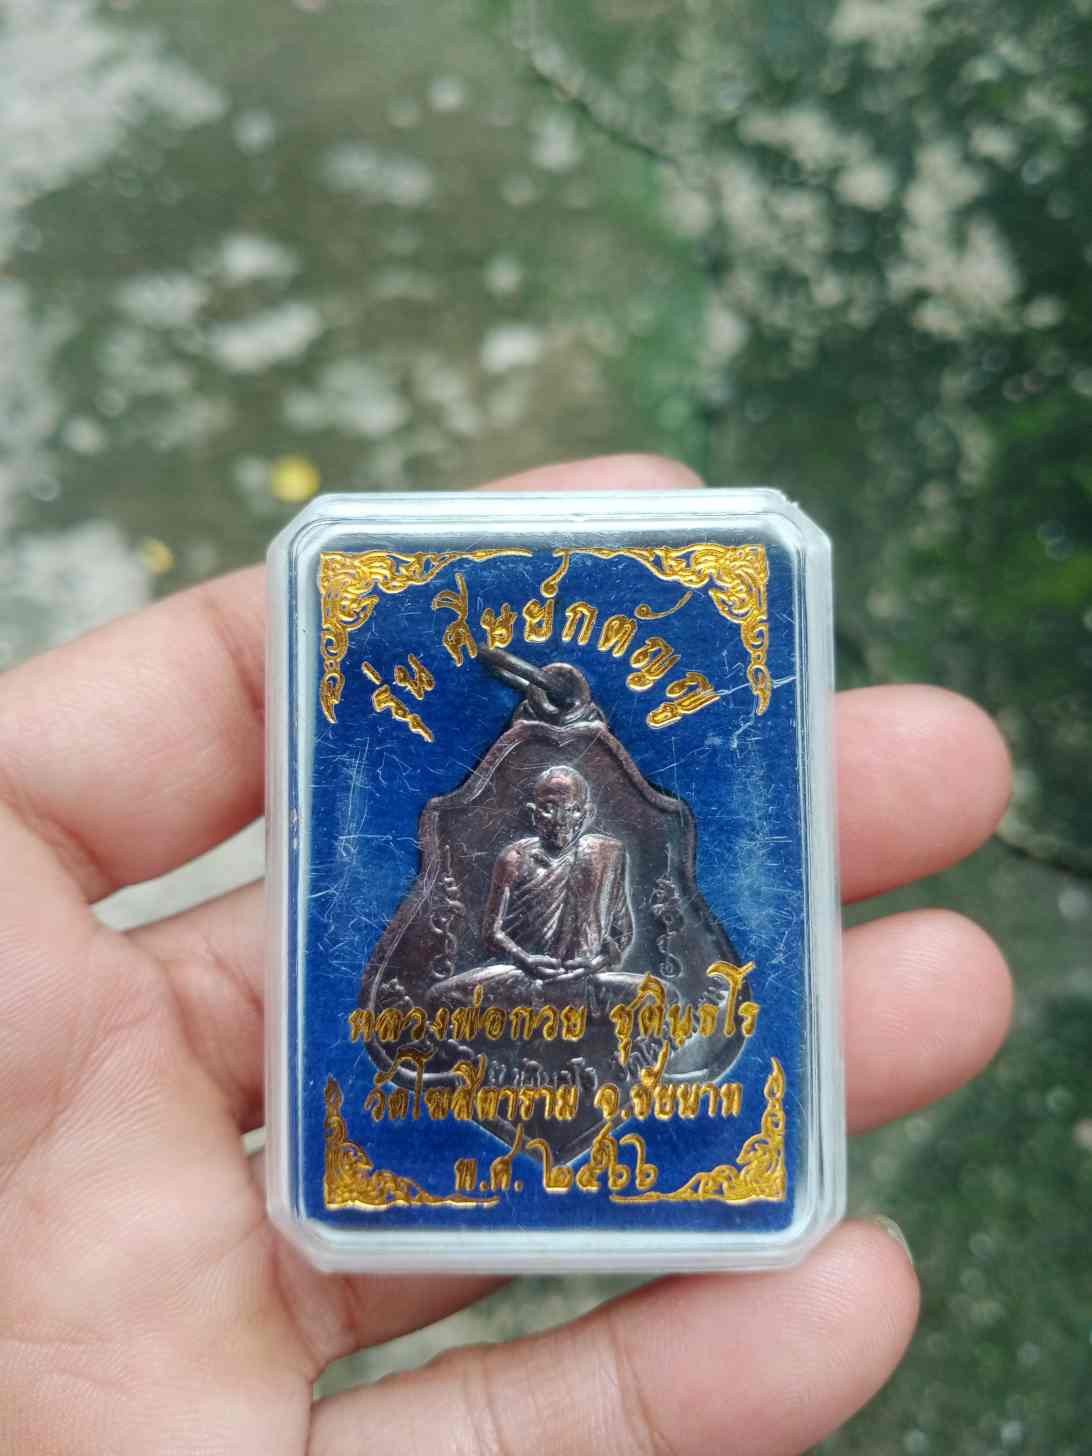 รุ่น ศิษย์กตัญญู
หลวงพ่อกวย ชุตินฺธโร
วัดโฆสิตาราม จ.ชัยนาท
พ.ศ. ๒๕๖๖